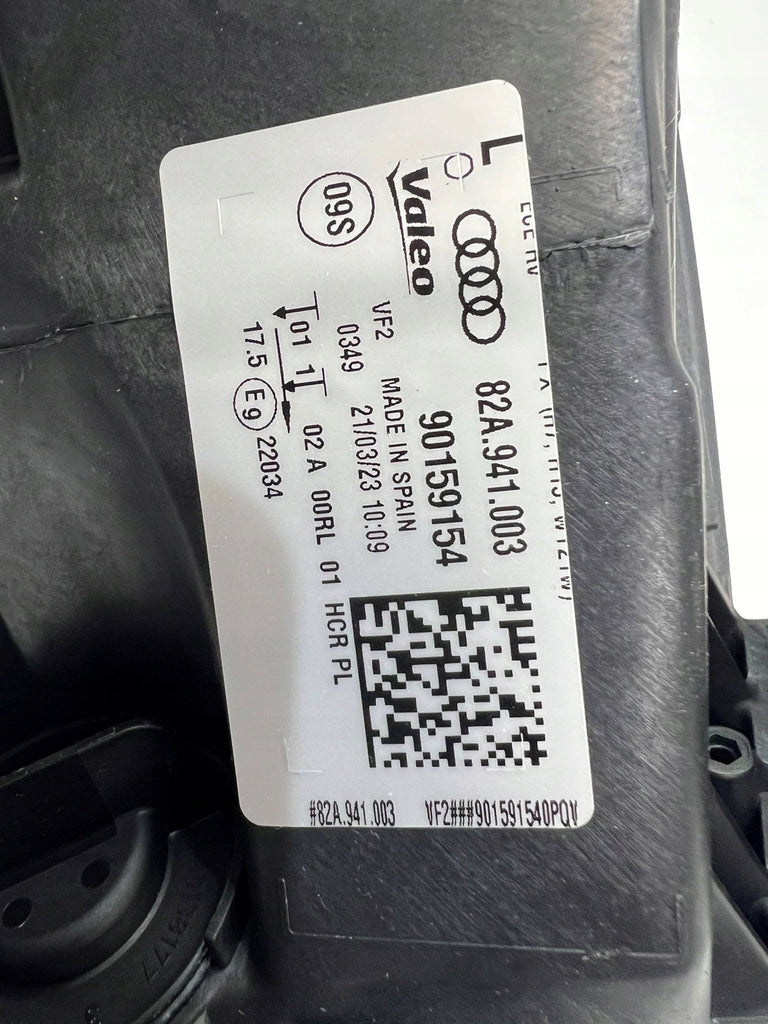 L
Valeo
82A.941.003
90159154
VF2 MADE IN SPAIN
0349 21/03/23 10:09
09S
01 1 02 A 00RL 01 HCR PL
17.5 E9 22034
#82A.941.003 VF2###901591540PQV